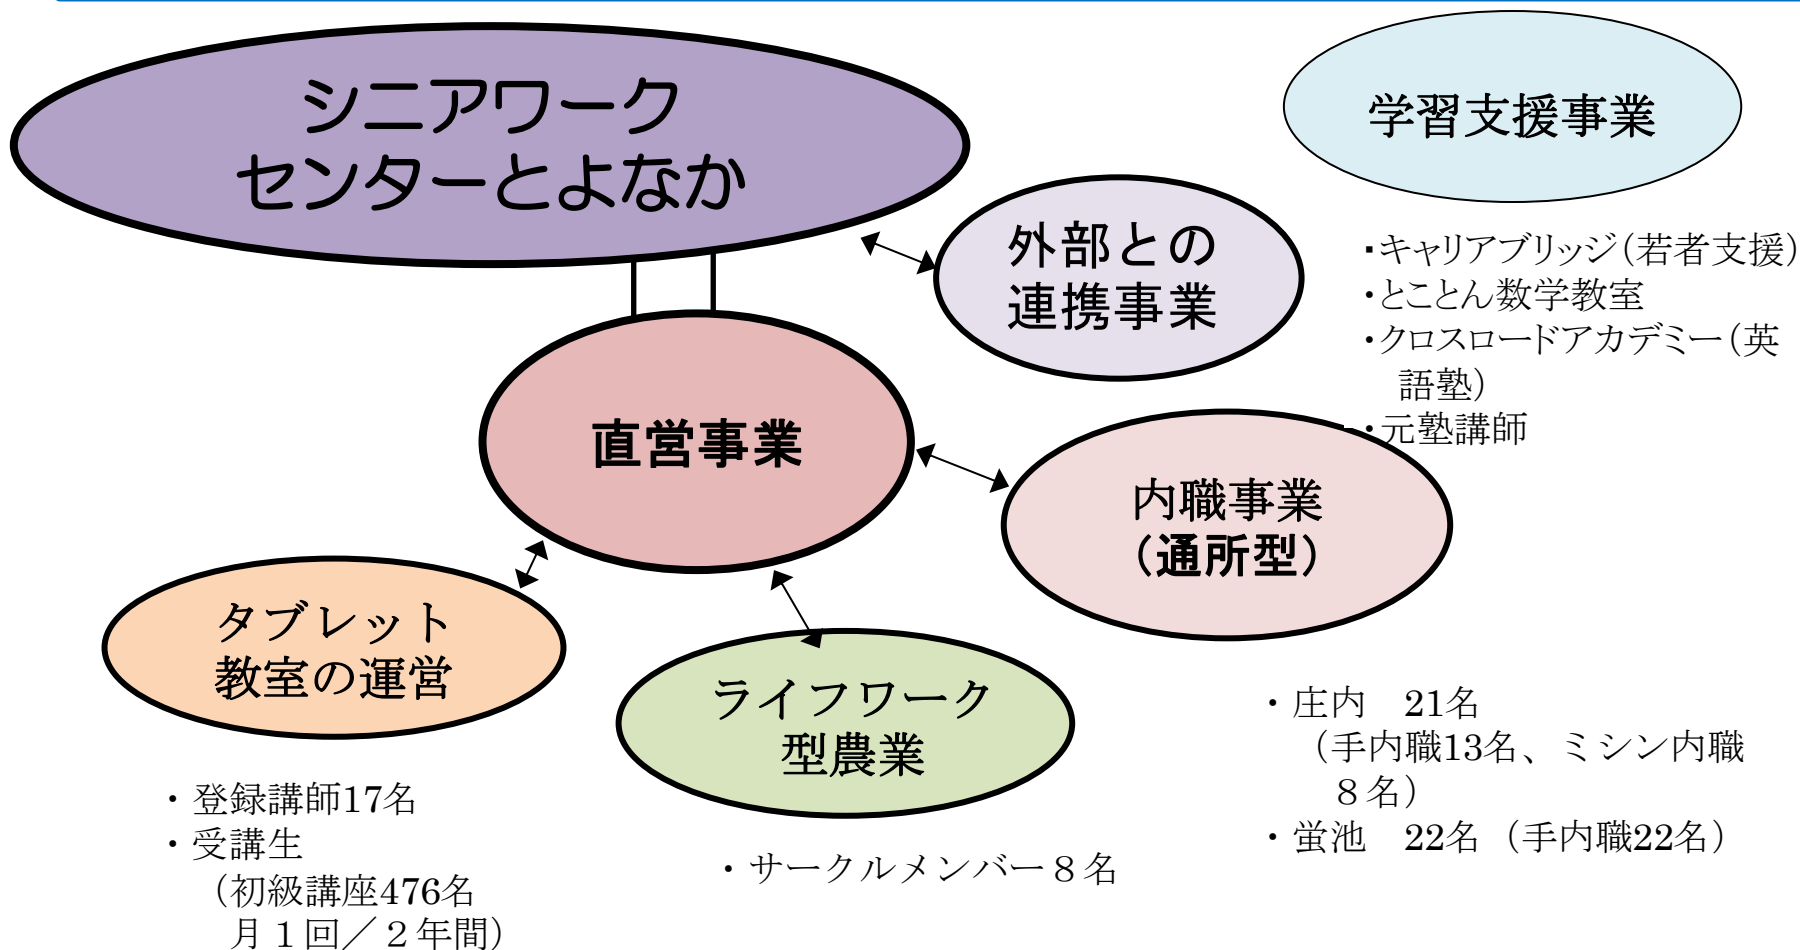 シニアワーク
センターとよなか
学習支援事業
・キャリアブリッジ(若者支援)
・とことん数学教室
・クロスロードアカデミー(英
語塾)
・元塾講師
外部との
連携事業
直営事業
内職事業
(通所型)
・庄内　21名
(手内職13名、ミシン内職
８名)
・蛍池　22名(手内職22名)
タブレット
教室の運営
・登録講師17名
・受講生
(初級講座476名
月１回／２年間)
ライフワーク
型農業
・サークルメンバー８名